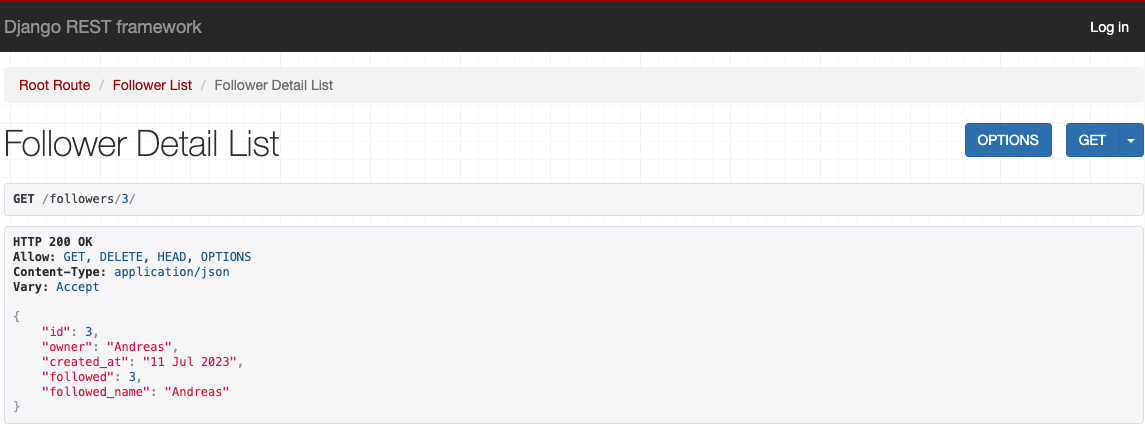 Django REST framework
Log in
Root Route / Follower List / Follower Detail List
Follower Detail List
OPTIONS
GET
GET /followers/3/
HTTP 200 OK
Allow: GET, DELETE, HEAD, OPTIONS
Content-Type: application/json
Vary: Accept
{
    "id": 3,
    "owner": "Andreas",
    "created_at": "11 Jul 2023",
    "followed": 3,
    "followed_name": "Andreas"
}